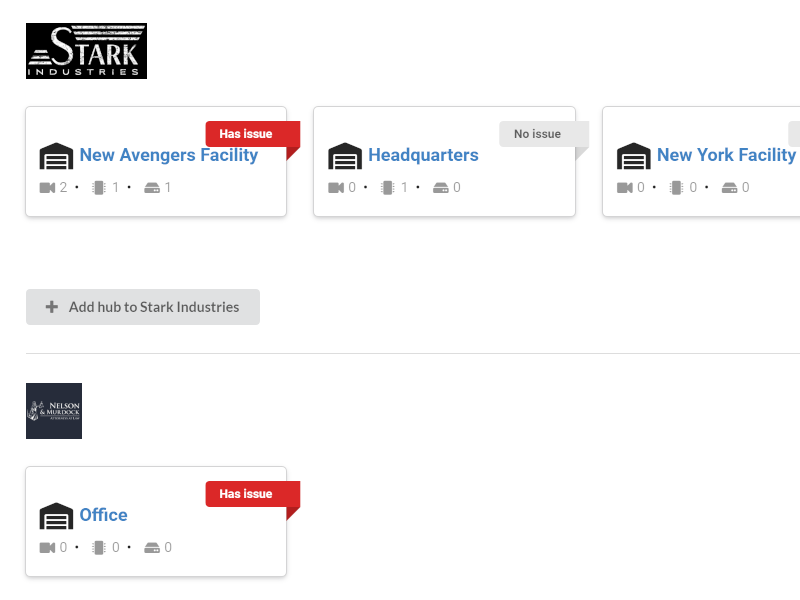 STARK
INDUSTRIES
Has issue
New Avengers Facility
2 • 1 • 1
No issue
Headquarters
0 • 1 • 0
New York Facility
0 • 0 • 0
Add hub to Stark Industries
NELSON
& MURDOCK
Has issue
Office
0 • 0 • 0